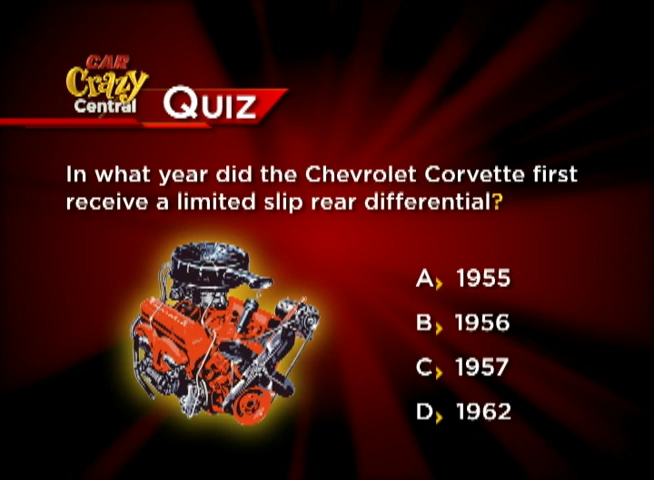 CAR
Crazy
Central
QUIZ
In what year did the Chevrolet Corvette first
receive a limited slip rear differential?
A› 1955
B› 1956
C› 1957
D› 1962